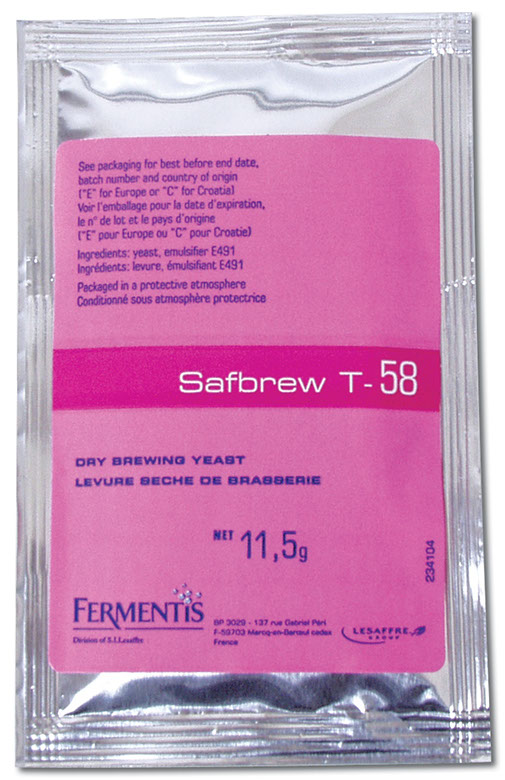 See packaging for best before end date,
batch number and country of origin
("E" for Europe or "C" for Croatia)
Voir l'emballage pour la date d'expiration,
le n° de lot et le pays d'origine
("E" pour Europe ou "C" pour Croatie)
Ingredients: yeast, emulsifier E491
Ingrédients: levure, émulsifiant E491
Packaged in a protective atmosphere
Conditionné sous atmosphère protectrice
Safbrew T-58
DRY BREWING YEAST
LEVURE SECHE DE BRASSERIE
NET 11,5g
234104
FERMENTIS
Division of S.I.Lesaffre
BP 3029 - 137 rue Gabriel Péri
F-59703 Marcq-en-Baroeul cedex
France
LESAFFRE
GROUP